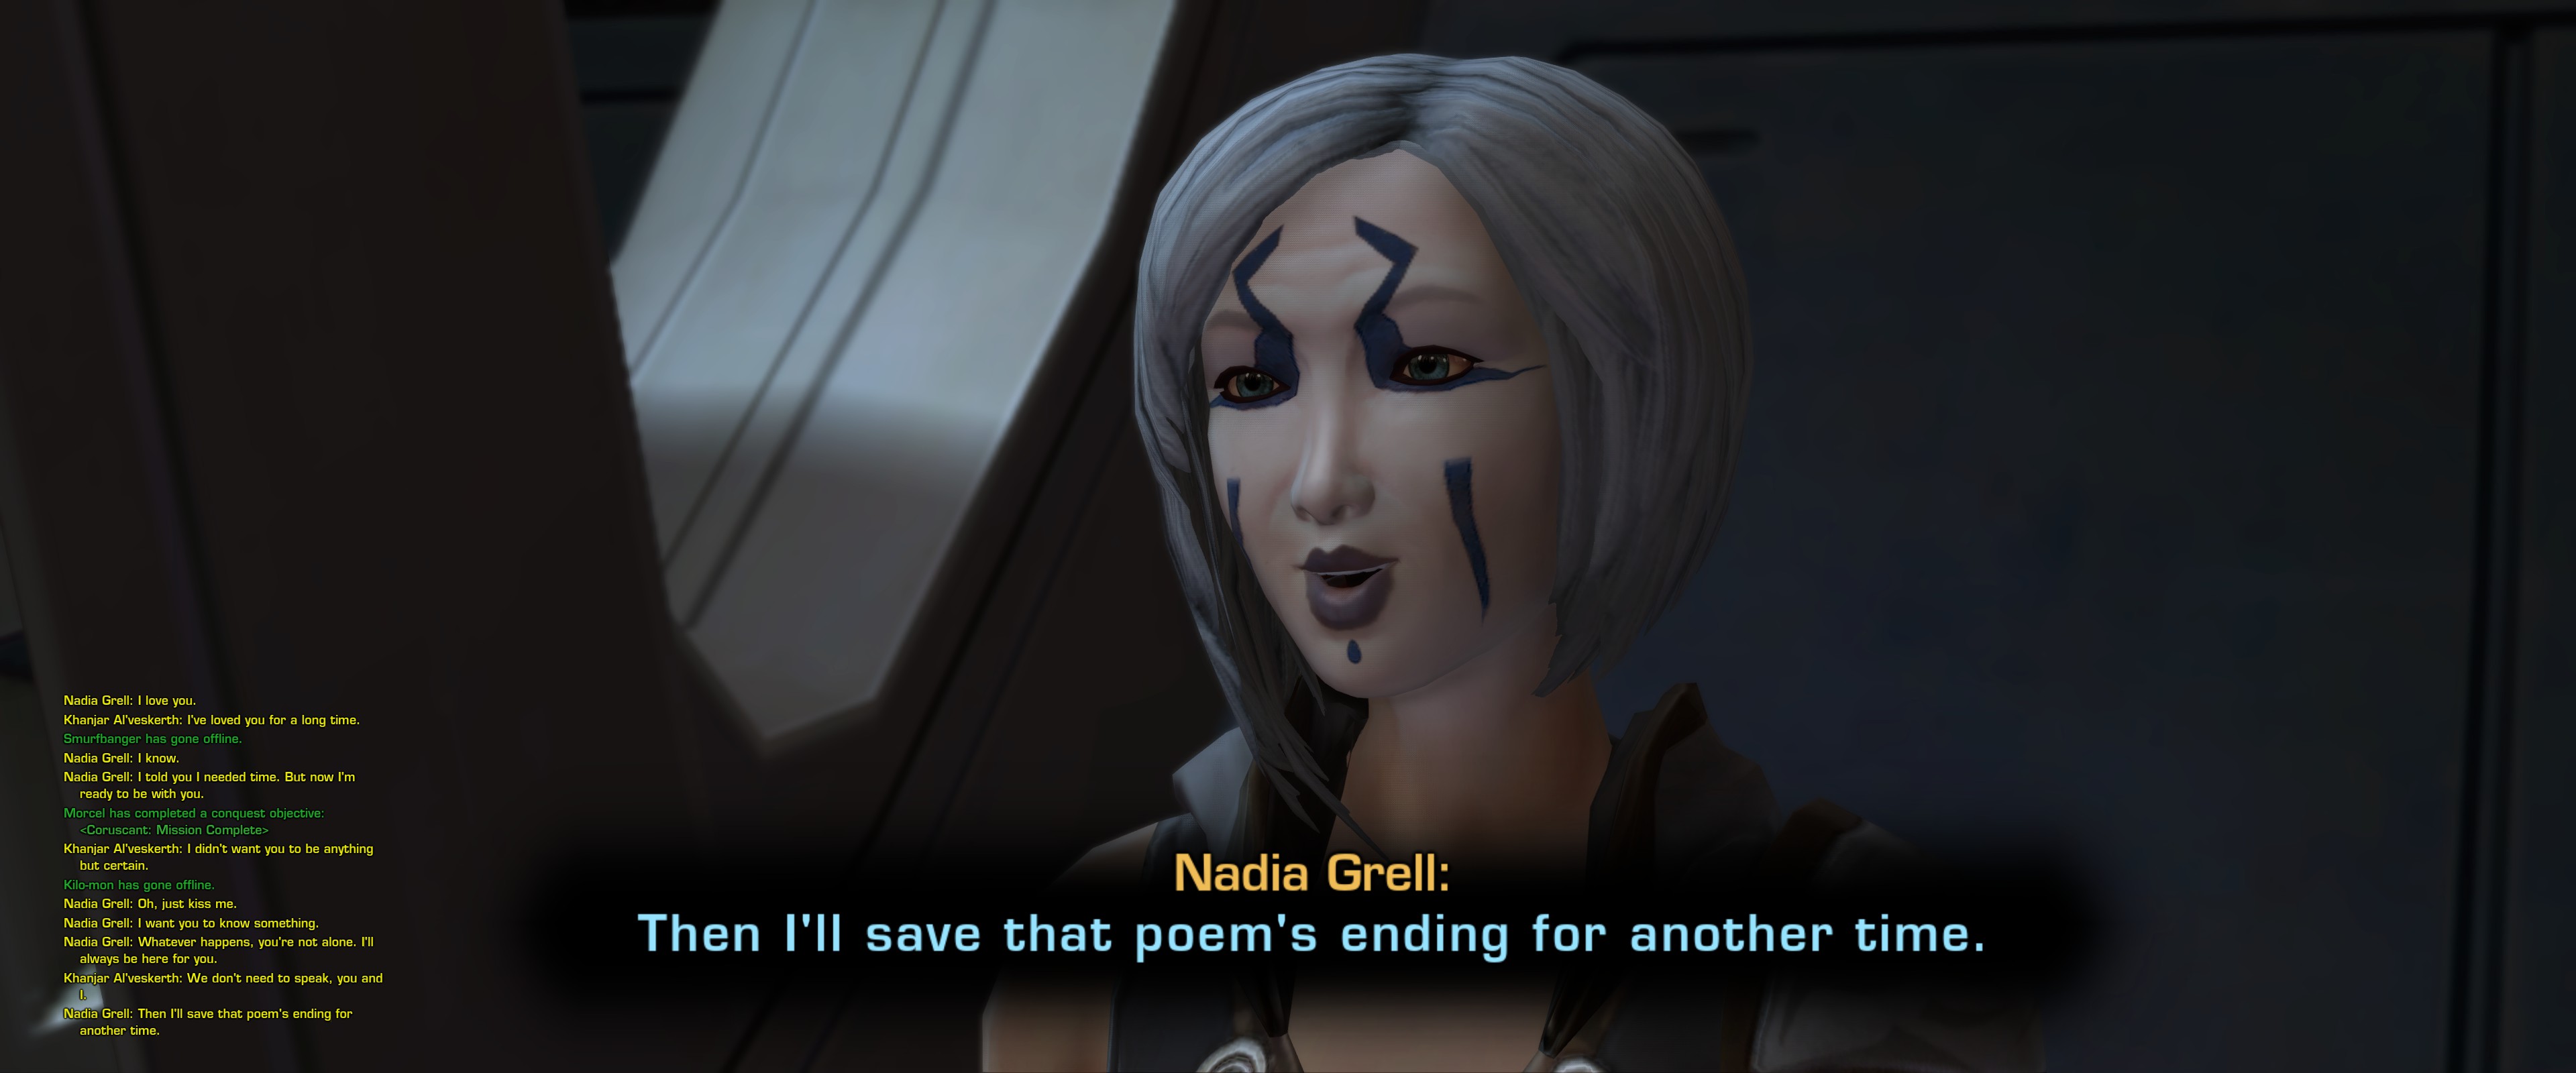 Nadia Grell: I love you.
Khanjar Al'veskerth: I've loved you for a long time.
Smurfbanger has gone offline.
Nadia Grell: I know.
Nadia Grell: I told you I needed time. But now I'm
ready to be with you.
Morcel has completed a conquest objective:
<Coruscant: Mission Complete>
Khanjar Al'veskerth: I didn't want you to be anything
but certain.
Kilo-mon has gone offline.
Nadia Grell: Oh, just kiss me.
Nadia Grell: I want you to know something.
Nadia Grell: Whatever happens, you're not alone. I'll
always be here for you.
Khanjar Al'veskerth: We don't need to speak, you and
I.
Nadia Grell: Then I'll save that poem's ending for
another time.
Nadia Grell:
Then I'll save that poem's ending for another time.